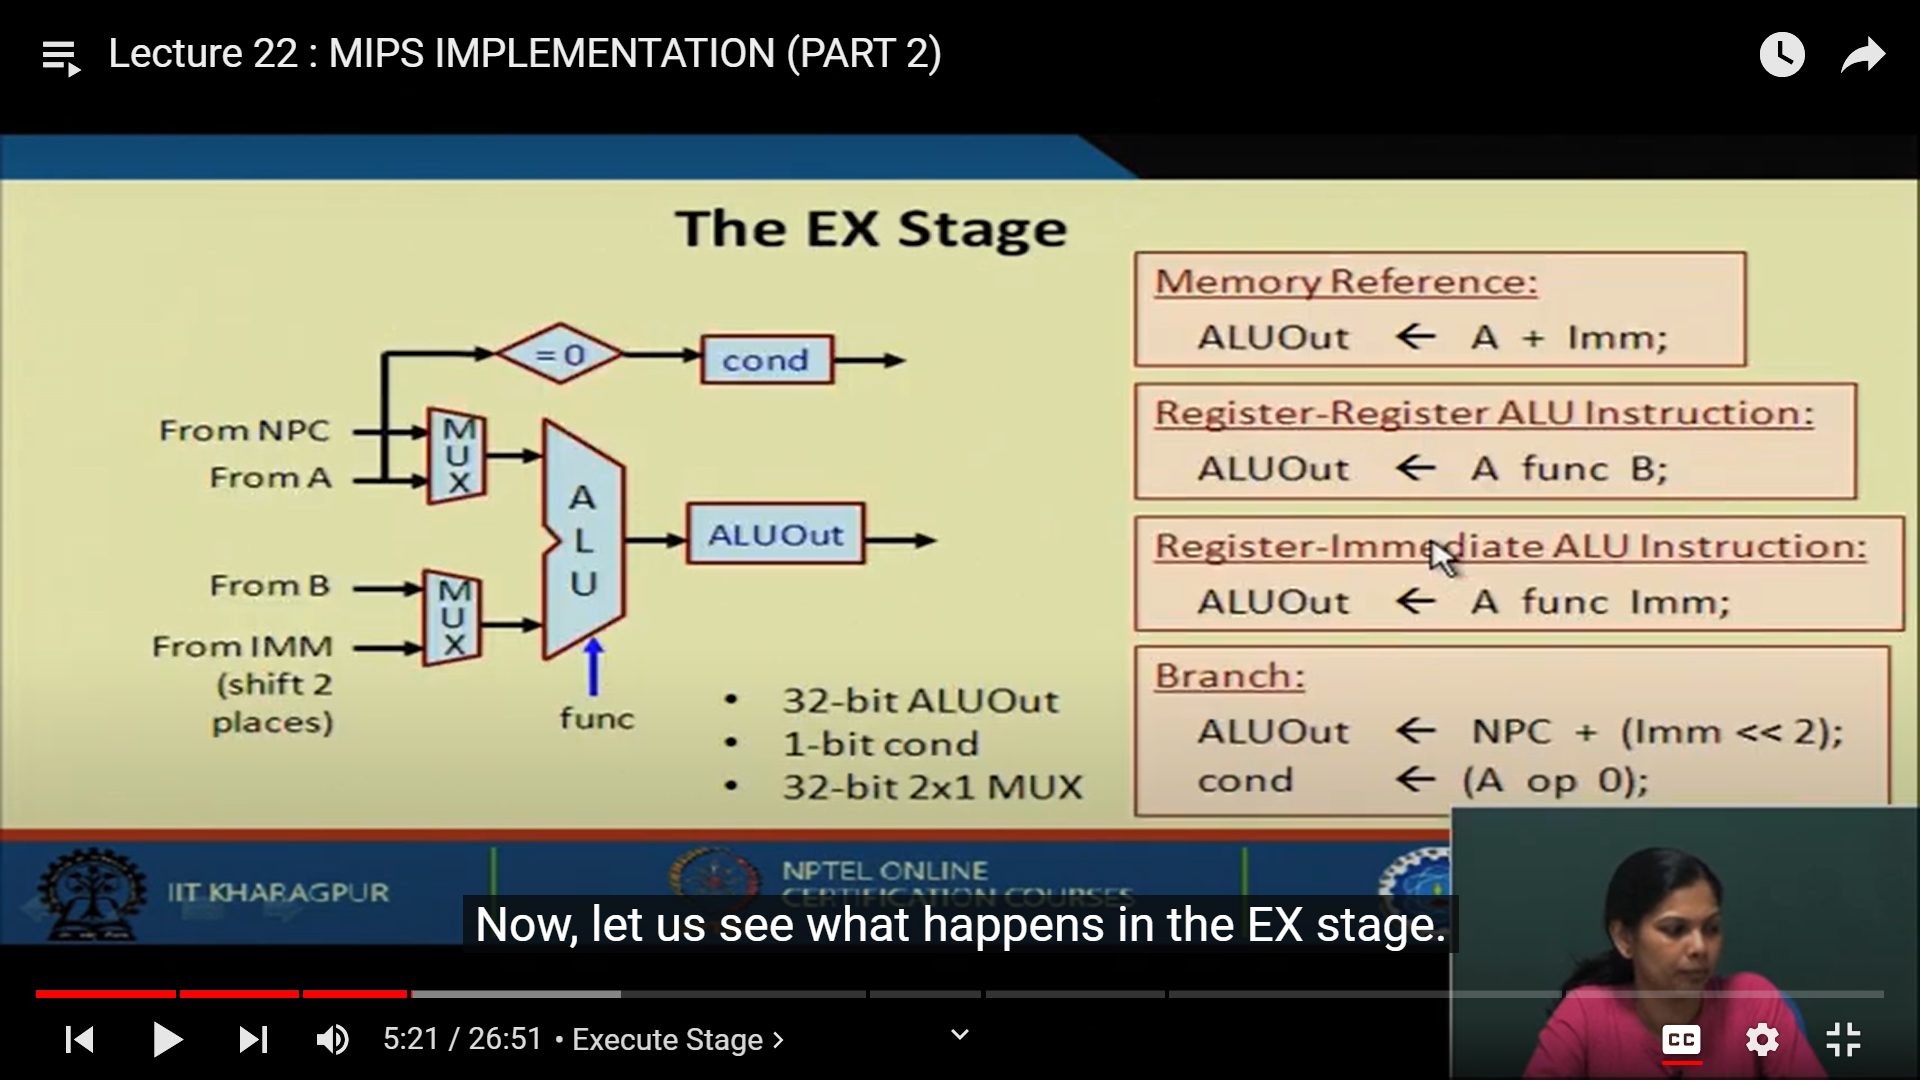 Lecture 22 : MIPS IMPLEMENTATION (PART 2)
The EX Stage
= 0
cond
From NPC
From A
M
U
X
A
L
U
ALUOut
From B
From IMM
(shift 2
places)
M
U
X
func
• 32-bit ALUOut
• 1-bit cond
• 32-bit 2x1 MUX
Memory Reference:
ALUOut ← A + Imm;
Register-Register ALU Instruction:
ALUOut ← A func B;
Register-Immediate ALU Instruction:
ALUOut ← A func Imm;
Branch:
ALUOut ← NPC + (Imm << 2);
cond ← (A op 0);
IIT KHARAGPUR
NPTEL ONLINE
CERTIFICATION COURSES
Now, let us see what happens in the EX stage.
5:21 / 26:51 • Execute Stage >
CC